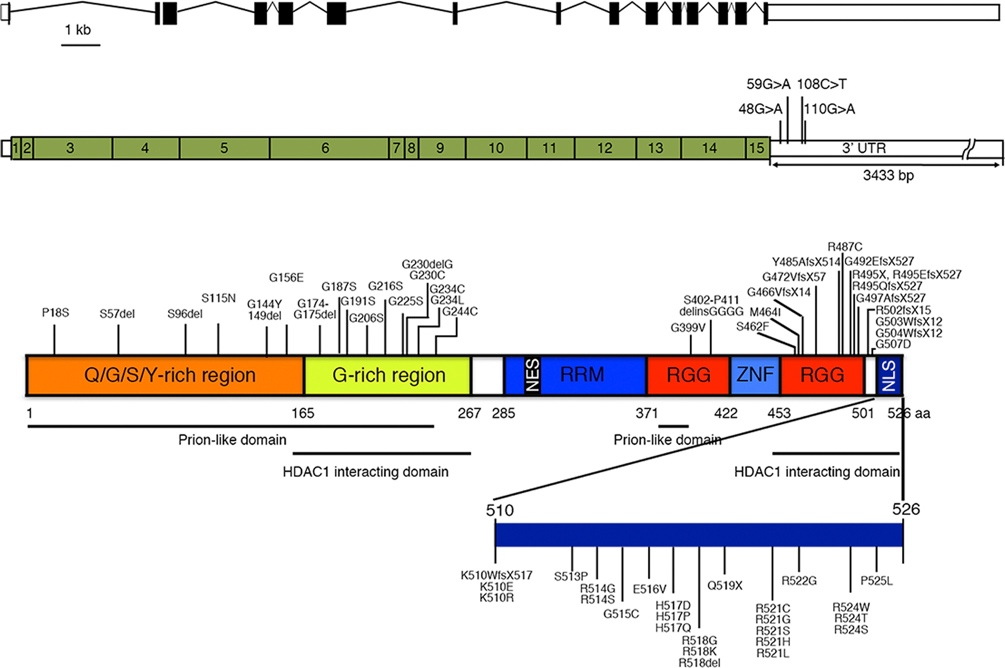 1 kb
59G>A 108C>T
48G>A 110G>A
1 2 3 4 5 6 7 8 9 10 11 12 13 14 15 3' UTR
3433 bp
R487C
G230delG
G230C
Y485AfsX514 G492EfsX527
G156E
G187S G216S
G234C
G472VfsX57
R495X, R495EfsX527
R495QfsX527
S115N
G144Y
149del
G174-
G175del
G191S
G206S
G225S
G234L
G244C
S402-P411
delinsGGGG
G466VfsX14
M464I
G497AfsX527
P18S
S57del
S96del
G399V
S462F
R502fsX15
G503WfsX12
G504WfsX12
G507D
Q/G/S/Y-rich region G-rich region NES RRM RGG ZNF RGG NLS
1 165 267 285 371 422 453 501 526 aa
Prion-like domain Prion-like domain
HDAC1 interacting domain HDAC1 interacting domain
510 526
K510WfsX517
K510E
K510R
S513P
R514G
R514S
G515C
E516V
H517D
H517P
H517Q
R518G
R518K
R518del
Q519X
R521C
R521G
R521S
R521H
R521L
R522G
R524W
R524T
R524S
P525L